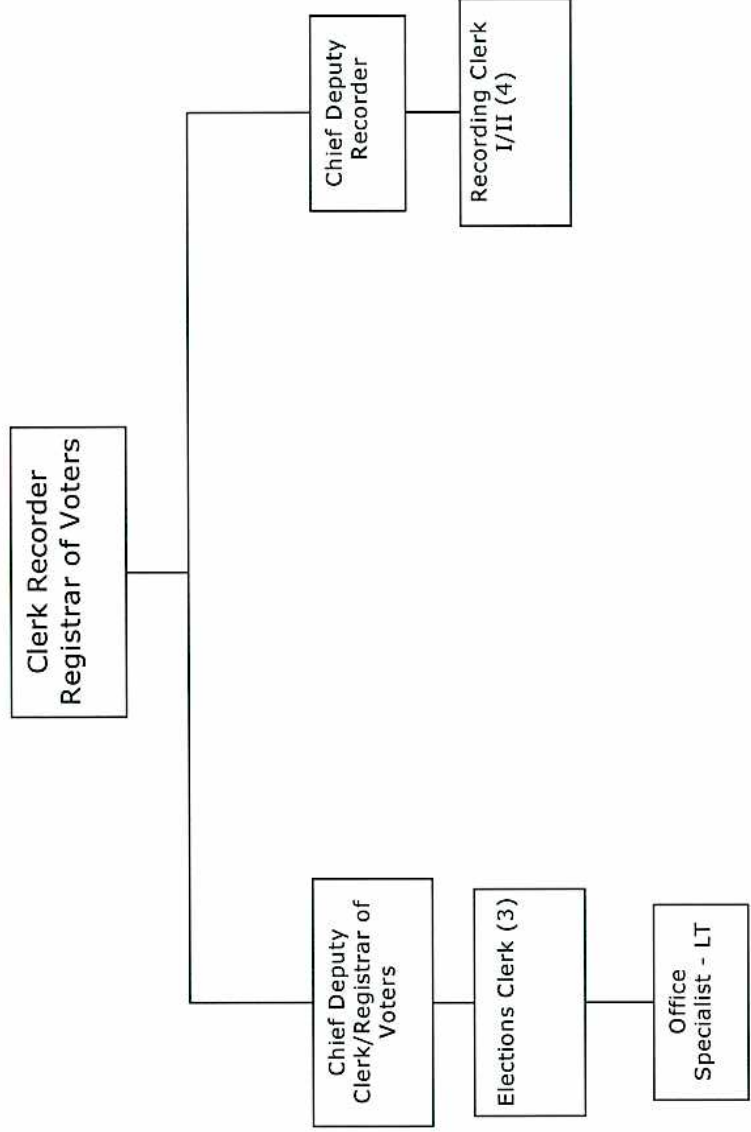 Clerk Recorder
Registrar of Voters
Chief Deputy
Clerk/Registrar of
Voters
Elections Clerk (3)
Office
Specialist - LT
Chief Deputy
Recorder
Recording Clerk
I/II (4)